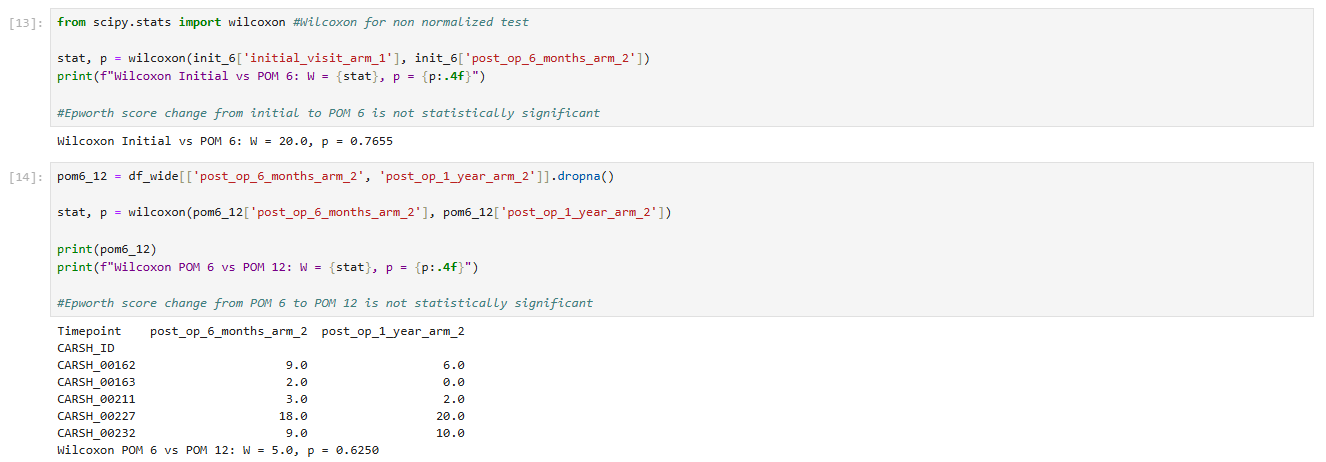 [13]: from scipy.stats import wilcoxon #Wilcoxon for non normalized test
stat, p = wilcoxon(init_6['initial_visit_arm_1'], init_6['post_op_6_months_arm_2'])
print(f"Wilcoxon Initial vs POM 6: W = {stat}, p = {p:.4f}")
#Epworth score change from initial to POM 6 is not statistically significant
Wilcoxon Initial vs POM 6: W = 20.0, p = 0.7655
[14]: pom6_12 = df_wide[['post_op_6_months_arm_2', 'post_op_1_year_arm_2']].dropna()
stat, p = wilcoxon(pom6_12['post_op_6_months_arm_2'], pom6_12['post_op_1_year_arm_2'])
print(pom6_12)
print(f"Wilcoxon POM 6 vs POM 12: W = {stat}, p = {p:.4f}")
#Epworth score change from POM 6 to POM 12 is not statistically significant
Timepoint    post_op_6_months_arm_2  post_op_1_year_arm_2
CARSH_ID
CARSH_00162                     9.0                   6.0
CARSH_00163                     2.0                   0.0
CARSH_00211                     3.0                   2.0
CARSH_00227                    18.0                  20.0
CARSH_00232                     9.0                  10.0
Wilcoxon POM 6 vs POM 12: W = 5.0, p = 0.6250